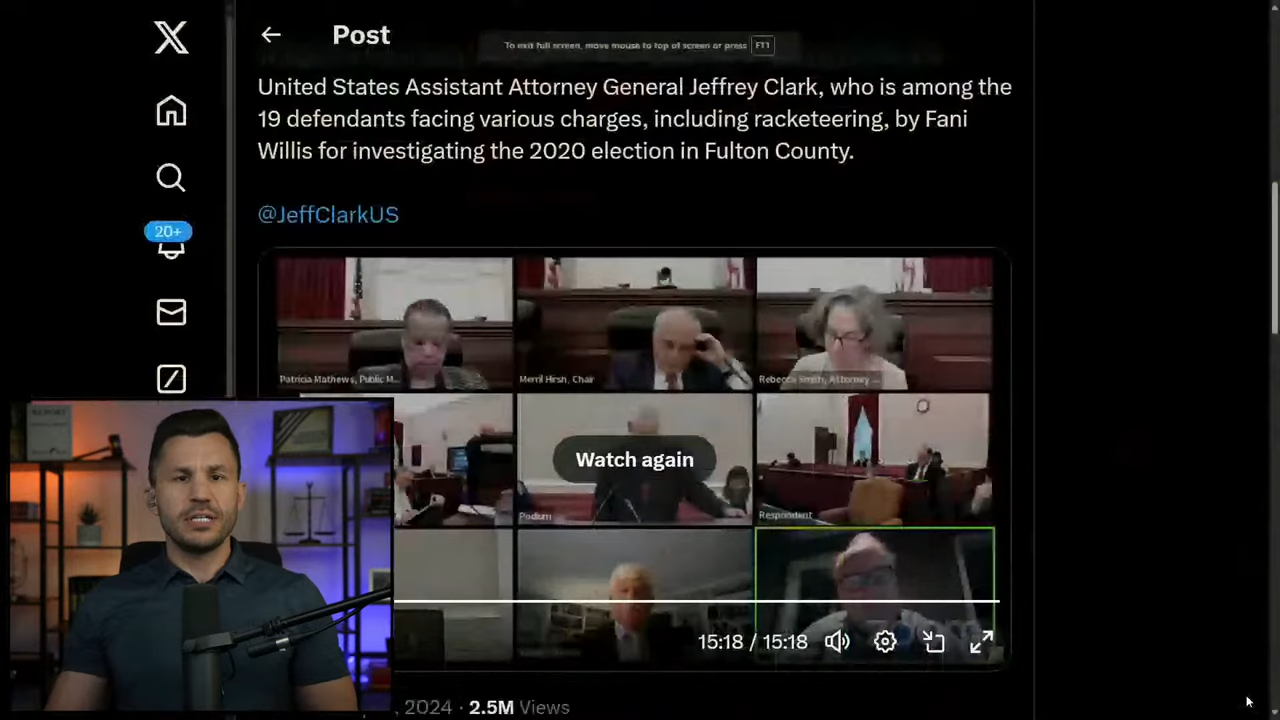 Post
To exit full screen, move mouse to top of screen or press F11
United States Assistant Attorney General Jeffrey Clark, who is among the
19 defendants facing various charges, including racketeering, by Fani
Willis for investigating the 2020 election in Fulton County.
@JeffClarkUS
20+
Patricia Mathews, Public M...
Merril Hirsh, Chair
Rebecca Smith, Attorney ...
Watch again
Podium
Respondent
15:18 / 15:18
, 2024 · 2.5M Views